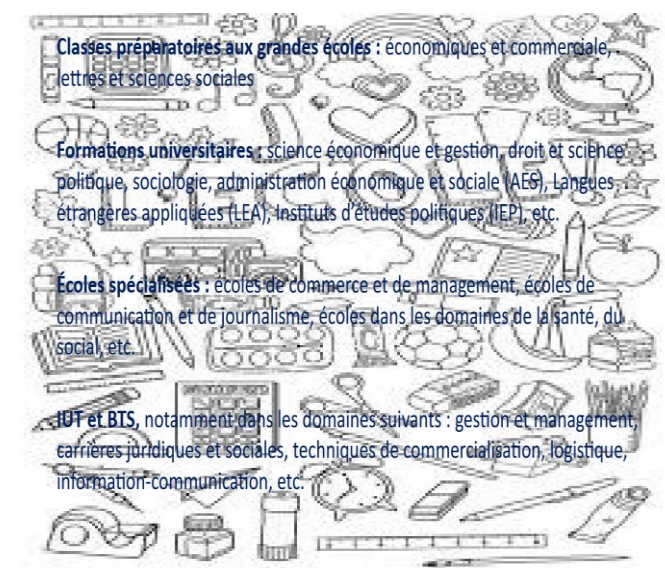 Classes préparatoires aux grandes écoles : économiques et commerciale,
lettres et sciences sociales
Formations universitaires : science économique et gestion, droit et science
politique, sociologie, administration économique et sociale (AES), Langues
étrangères appliquées (LEA), Instituts d'études politiques (IEP), etc.
Écoles spécialisées : écoles de commerce et de management, écoles de
communication et de journalisme, écoles dans les domaines de la santé, du
social, etc.
IUT et BTS, notamment dans les domaines suivants : gestion et management,
carrières juridiques et sociales, techniques de commercialisation, logistique,
information-communication, etc.